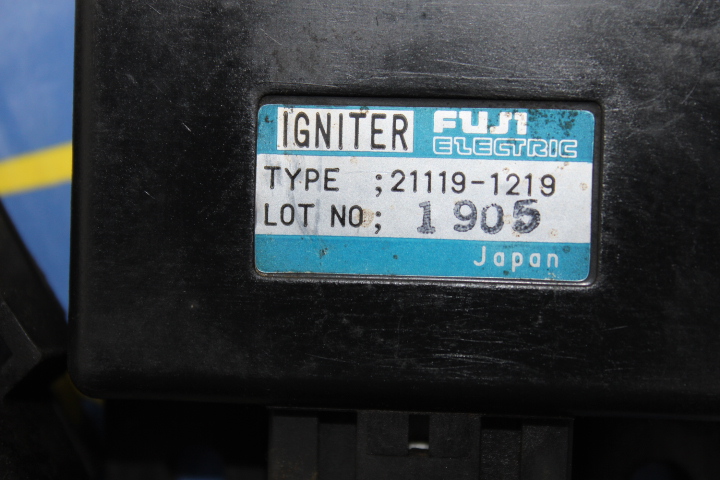 IGNITER FUJI
ELECTRIC
TYPE ;21119-1219
LOT NO; 1905
Japan